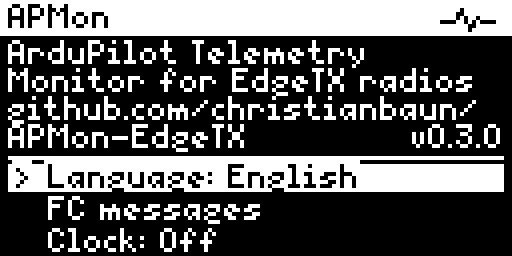 APMon
ArduPilot Telemetry
Monitor for EdgeTX radios
github.com/christianbaun/
APMon-EdgeTX v0.3.0
> Language: English
FC messages
Clock: Off